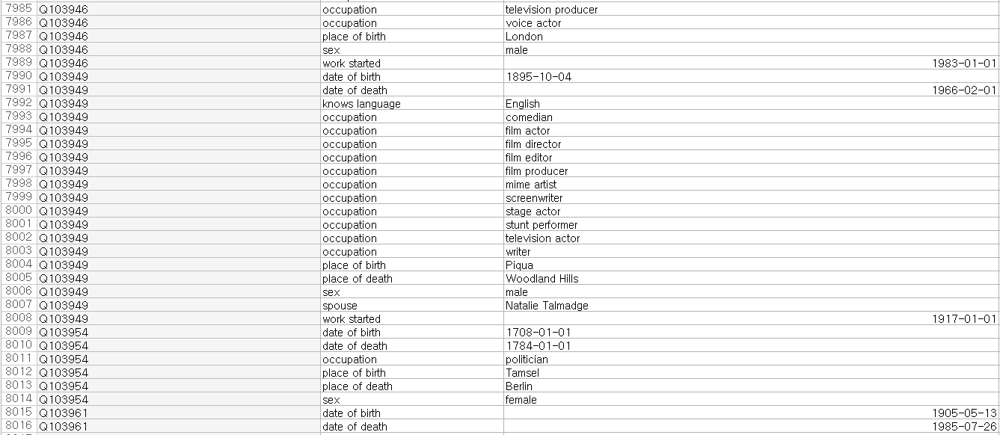 7985 Q103946 occupation television producer
7986 Q103946 occupation voice actor
7987 Q103946 place of birth London
7988 Q103946 sex male
7989 Q103946 work started 1983-01-01
7990 Q103949 date of birth 1895-10-04
7991 Q103949 date of death 1966-02-01
7992 Q103949 knows language English
7993 Q103949 occupation comedian
7994 Q103949 occupation film actor
7995 Q103949 occupation film director
7996 Q103949 occupation film editor
7997 Q103949 occupation film producer
7998 Q103949 occupation mime artist
7999 Q103949 occupation screenwriter
8000 Q103949 occupation stage actor
8001 Q103949 occupation stunt performer
8002 Q103949 occupation television actor
8003 Q103949 occupation writer
8004 Q103949 place of birth Piqua
8005 Q103949 place of death Woodland Hills
8006 Q103949 sex male
8007 Q103949 spouse Natalie Talmadge
8008 Q103949 work started 1917-01-01
8009 Q103954 date of birth 1708-01-01
8010 Q103954 date of death 1784-01-01
8011 Q103954 occupation politician
8012 Q103954 place of birth Tamsel
8013 Q103954 place of death Berlin
8014 Q103954 sex female
8015 Q103961 date of birth 1905-05-13
8016 Q103961 date of death 1985-07-26